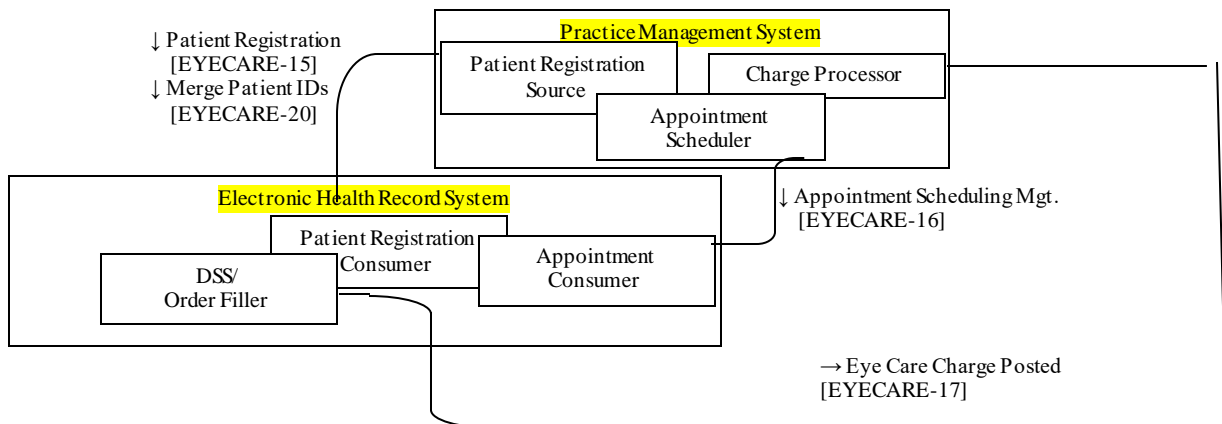 Practice Management System
↓ Patient Registration
[EYECARE-15]
↓ Merge Patient IDs
[EYECARE-20]
Patient Registration
Source
Charge Processor
Appointment
Scheduler
Electronic Health Record System
↓ Appointment Scheduling Mgt.
[EYECARE-16]
Patient Registration
Consumer
Appointment
Consumer
DSS/
Order Filler
→ Eye Care Charge Posted
[EYECARE-17]